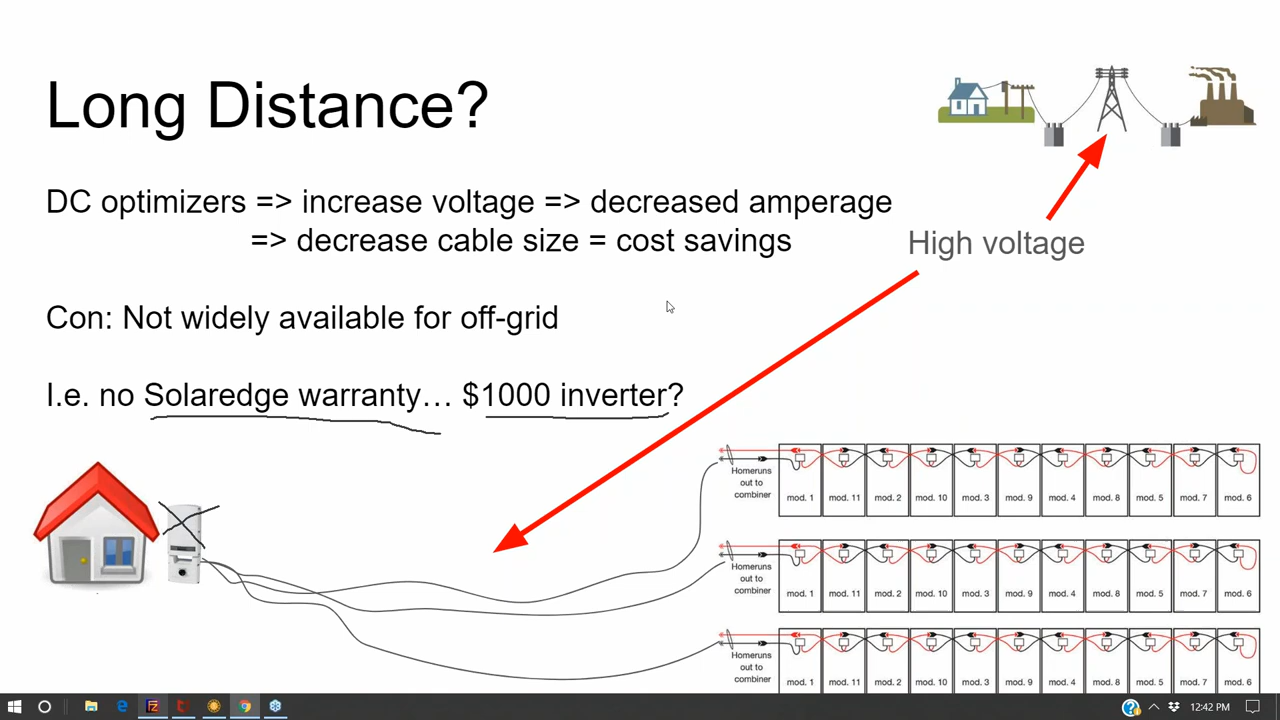 Long Distance?
DC optimizers => increase voltage => decreased amperage
=> decrease cable size = cost savings
High voltage
Con: Not widely available for off-grid
I.e. no Solaredge warranty… $1000 inverter?
Homeruns
out to
combiner
mod. 1 mod. 11 mod. 2 mod. 10 mod. 3 mod. 9 mod. 4 mod. 8 mod. 5 mod. 7 mod. 6
Homeruns
out to
combiner
mod. 1 mod. 11 mod. 2 mod. 10 mod. 3 mod. 9 mod. 4 mod. 8 mod. 5 mod. 7 mod. 6
Homeruns
out to
combiner
mod. 1 mod. 11 mod. 2 mod. 10 mod. 3 mod. 9 mod. 4 mod. 8 mod. 5 mod. 7 mod. 6
12:42 PM